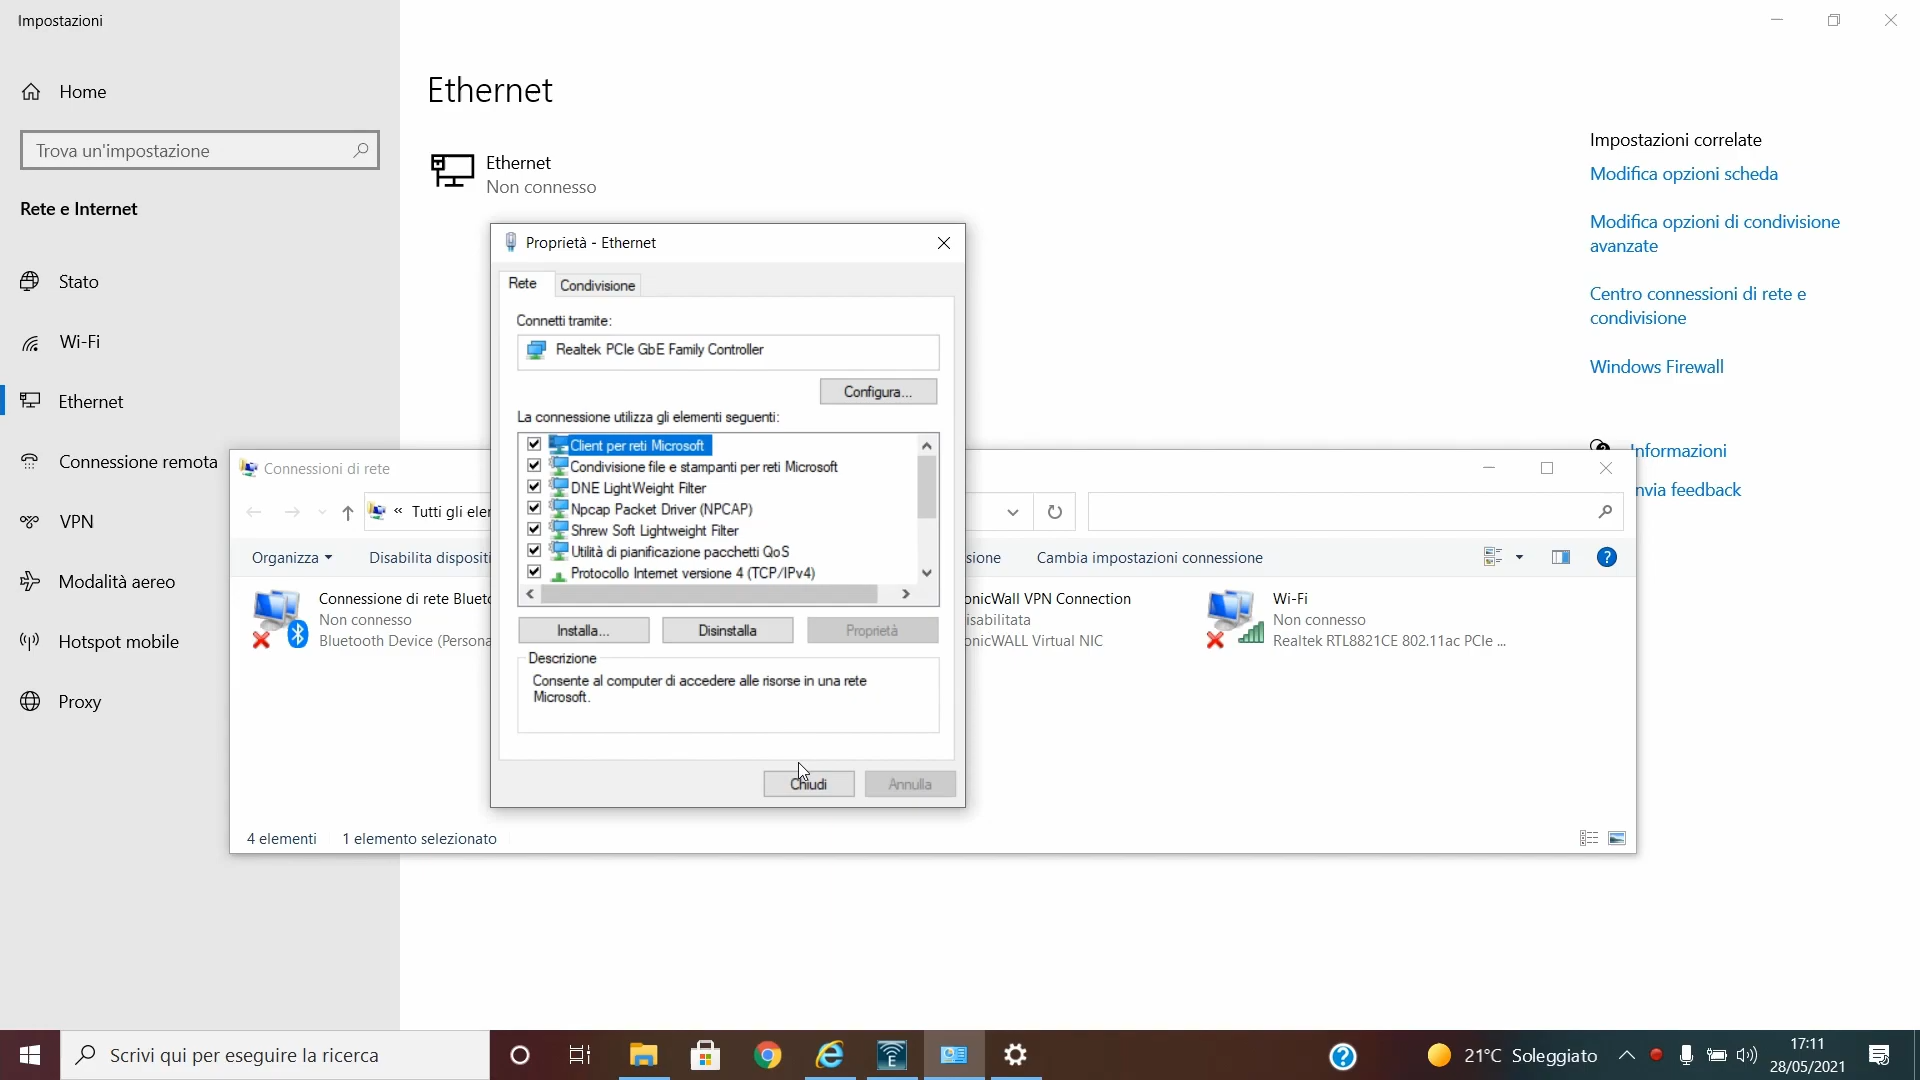 Impostazioni
Home
Trova un'impostazione
Rete e Internet
Stato
Wi-Fi
Ethernet
Connessione remota
VPN
Modalità aereo
Hotspot mobile
Proxy
Ethernet
Ethernet
Non connesso
Impostazioni correlate
Modifica opzioni scheda
Modifica opzioni di condivisione
avanzate
Centro connessioni di rete e
condivisione
Windows Firewall
Informazioni
nvia feedback
Proprietà - Ethernet
Rete
Condivisione
Connetti tramite:
Realtek PCIe GbE Family Controller
Configura...
La connessione utilizza gli elementi seguenti:
Client per reti Microsoft
Condivisione file e stampanti per reti Microsoft
DNE LightWeight Filter
Npcap Packet Driver (NPCAP)
Shrew Soft Lightweight Filter
Utilità di pianificazione pacchetti QoS
Protocollo Internet versione 4 (TCP/IPv4)
Installa...
Disinstalla
Proprietà
Descrizione
Consente al computer di accedere alle risorse in una rete
Microsoft.
Chiudi
Annulla
Connessioni di rete
« Tutti gli eler
Organizza
Disabilita dispositi
sione
Cambia impostazioni connessione
Connessione di rete Blueto
Non connesso
Bluetooth Device (Persona
onicWall VPN Connection
isabilitata
onicWALL Virtual NIC
Wi-Fi
Non connesso
Realtek RTL8821CE 802.11ac PCIe ...
4 elementi
1 elemento selezionato
Scrivi qui per eseguire la ricerca
21°C Soleggiato
17:11
28/05/2021